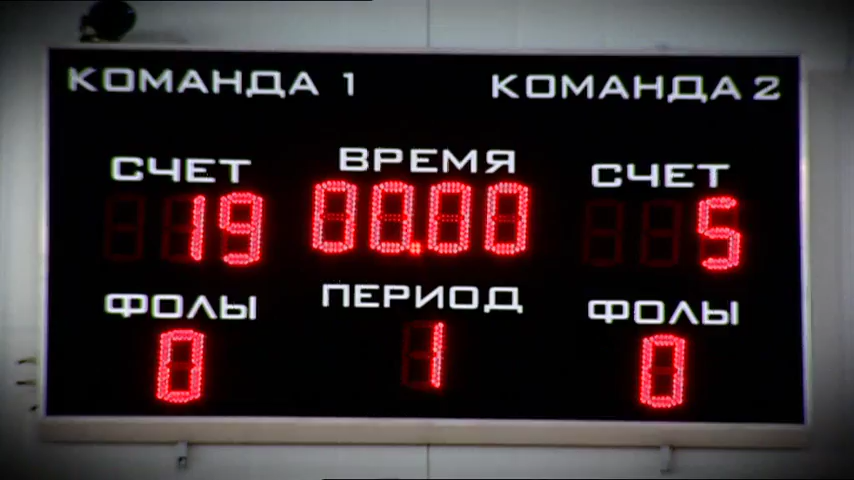 КОМАНДА 1 КОМАНДА 2
СЧЕТ ВРЕМЯ СЧЕТ
19 00.00 5
ФОЛЫ ПЕРИОД ФОЛЫ
0 1 0